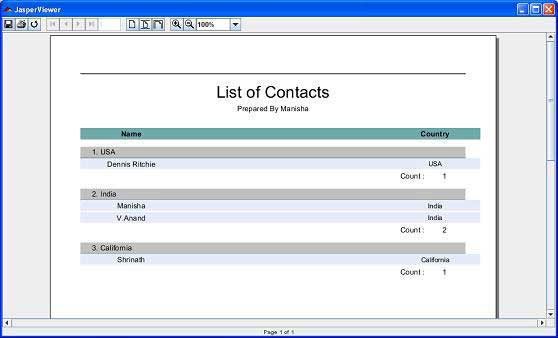 JasperViewer
100%
List of Contacts
Prepared By Manisha
Name Country
1. USA
Dennis Ritchie USA
Count : 1
2. India
Manisha India
V.Anand India
Count : 2
3. California
Shrinath California
Count : 1
Page 1 of 1